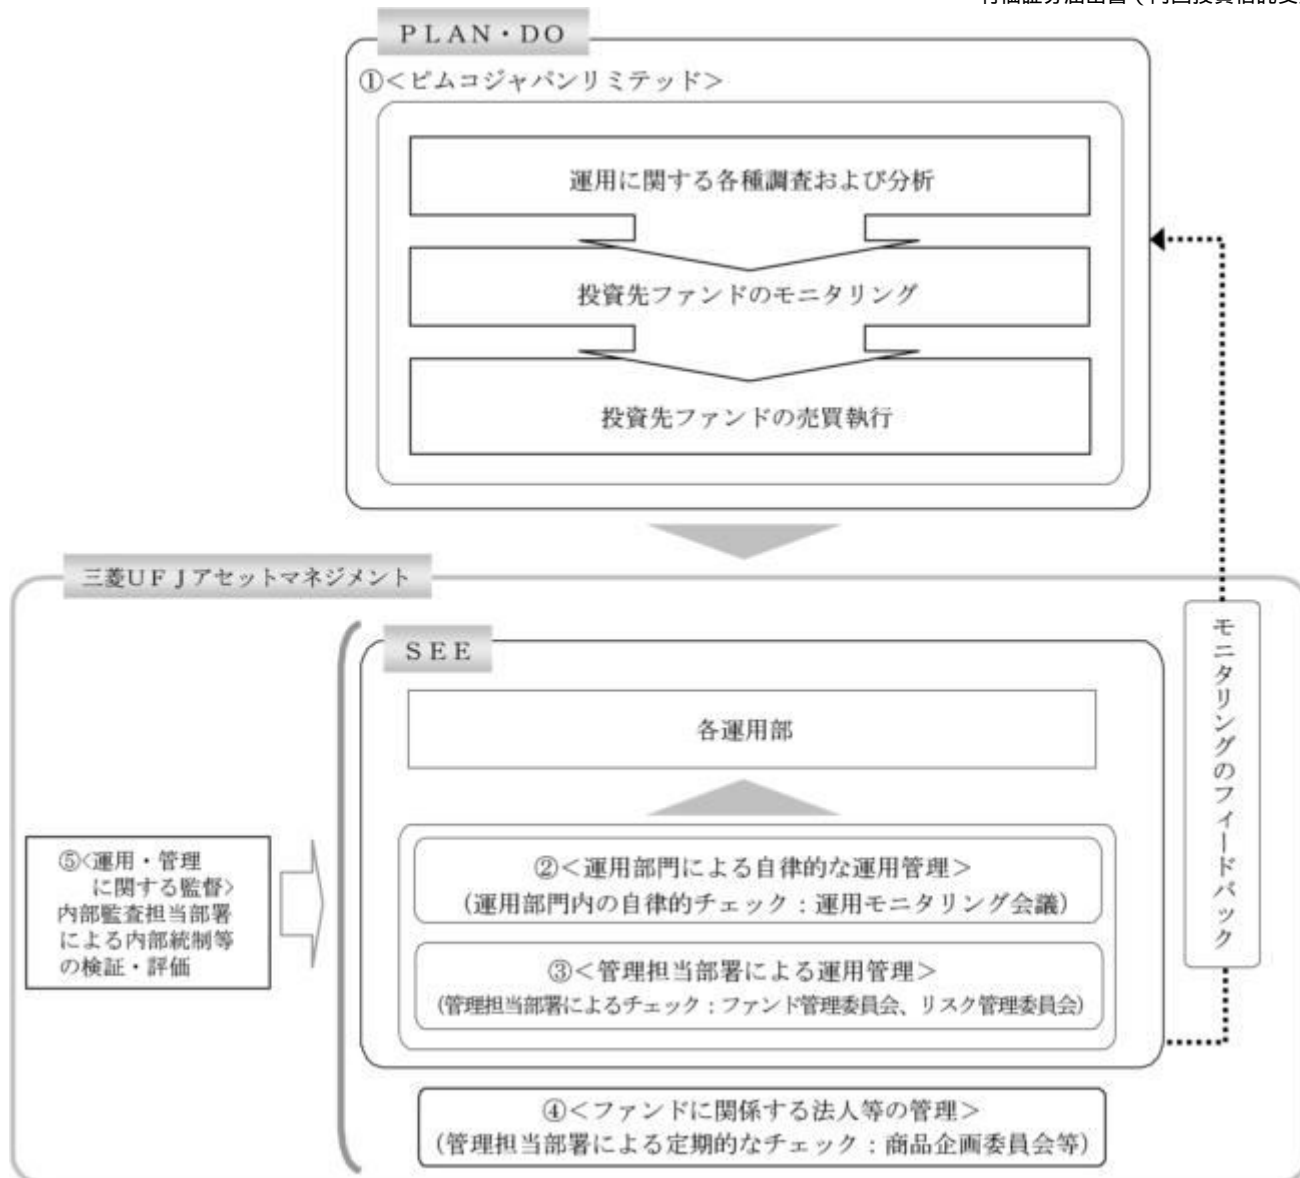 PLAN・DO
①＜ピムコジャパンリミテッド＞
運用に関する各種調査および分析
投資先ファンドのモニタリング
投資先ファンドの売買執行
三菱UFJアセットマネジメント
SEE
各運用部
②＜運用部門による自律的な運用管理＞
(運用部門内の自律的チェック：運用モニタリング会議)
③＜管理担当部署による運用管理＞
(管理担当部署によるチェック：ファンド管理委員会、リスク管理委員会)
④＜ファンドに関係する法人等の管理＞
(管理担当部署による定期的なチェック：商品企画委員会等)
⑤<運用・管理
に関する監督>
内部監査担当部署
による内部統制等
の検証・評価
モニタリングのフィードバック